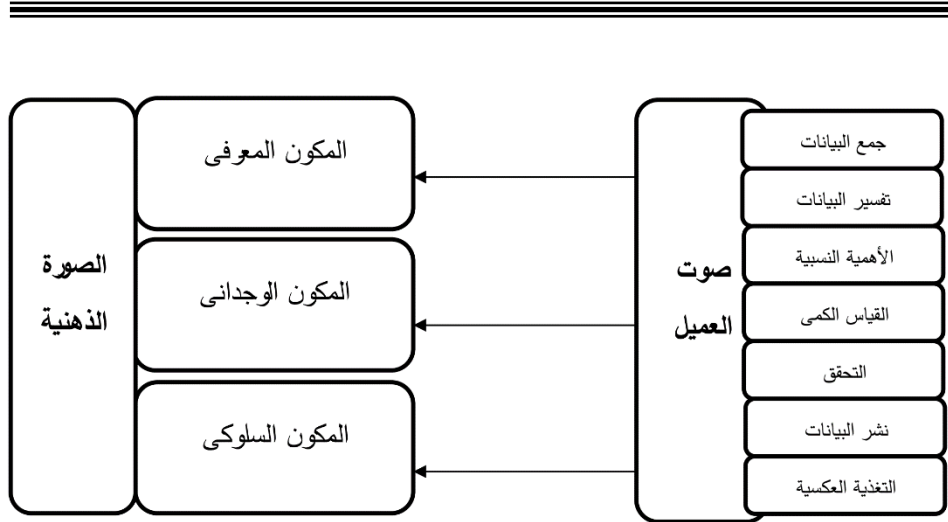 جمع البيانات
تفسير البيانات
الأهمية النسبية
القياس الكمى
التحقق
نشر البيانات
التغذية العكسية
صوت
العميل
المكون المعرفى
المكون الوجدانى
المكون السلوكى
الصورة
الذهنية